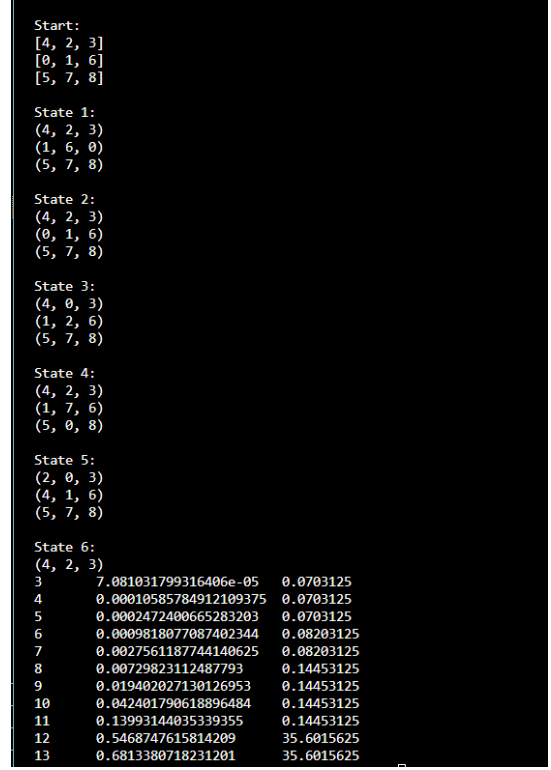 Start:
[4, 2, 3]
[0, 1, 6]
[5, 7, 8]
State 1:
(4, 2, 3)
(1, 6, 0)
(5, 7, 8)
State 2:
(4, 2, 3)
(0, 1, 6)
(5, 7, 8)
State 3:
(4, 0, 3)
(1, 2, 6)
(5, 7, 8)
State 4:
(4, 2, 3)
(1, 7, 6)
(5, 0, 8)
State 5:
(2, 0, 3)
(4, 1, 6)
(5, 7, 8)
State 6:
(4, 2, 3)
3 7.081031799316406e-05 0.0703125
4 0.00010585784912109375 0.0703125
5 0.0002472400665283203 0.0703125
6 0.0009818077087402344 0.08203125
7 0.0027561187744140625 0.08203125
8 0.00729823112487793 0.14453125
9 0.019402027130126953 0.14453125
10 0.042401790618896484 0.14453125
11 0.13993144035339355 0.14453125
12 0.5468747615814209 35.6015625
13 0.6813380718231201 35.6015625